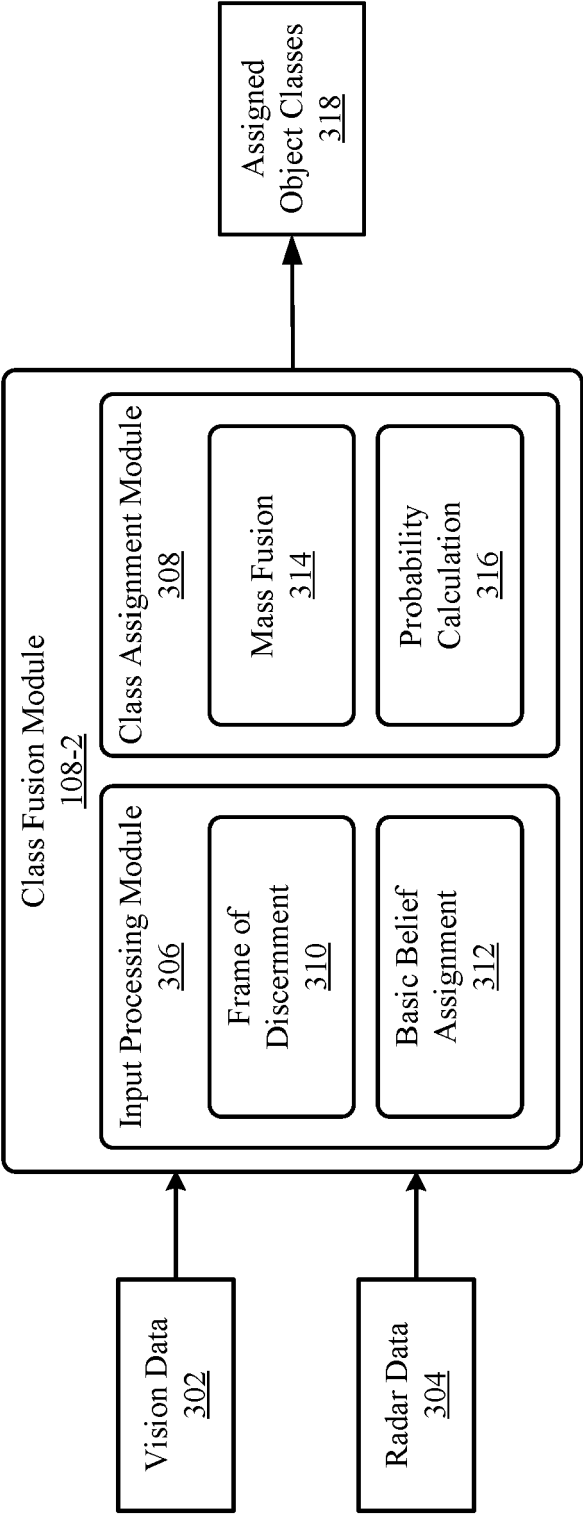 Vision Data
302
Radar Data
304
Class Fusion Module
108-2
Input Processing Module
306
Frame of
Discernment
310
Basic Belief
Assignment
312
Class Assignment Module
308
Mass Fusion
314
Probability
Calculation
316
Assigned
Object Classes
318